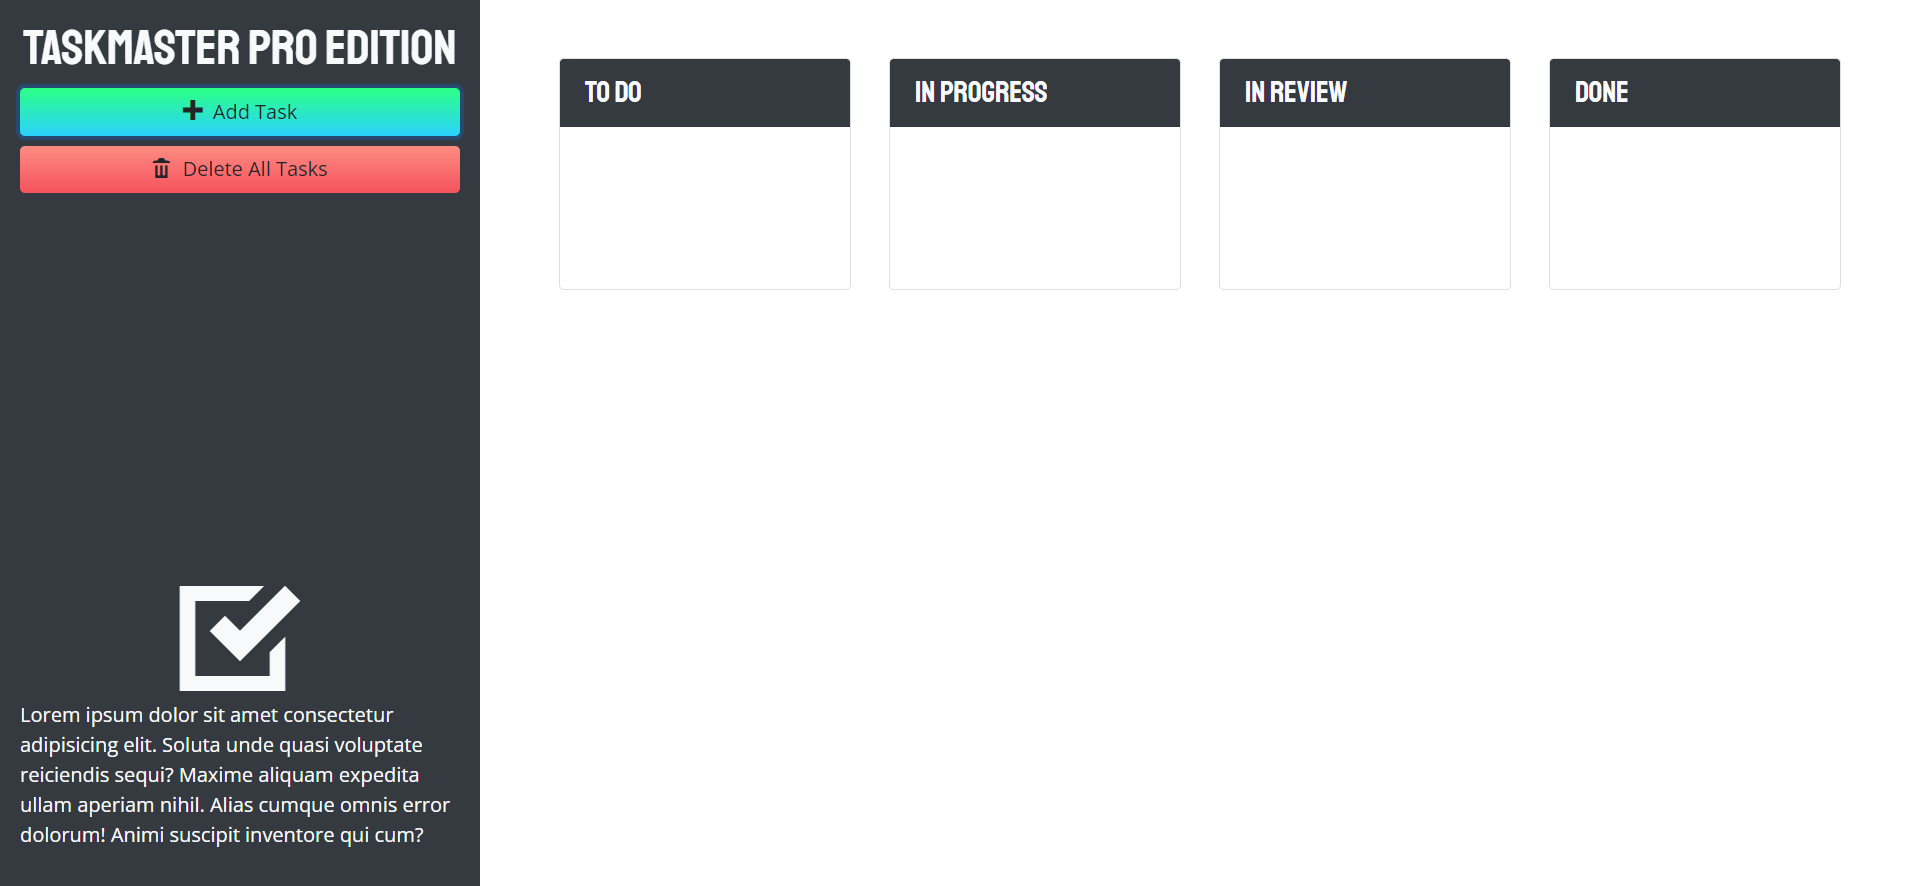 TASKMASTER PRO EDITION
Add Task
Delete All Tasks
Lorem ipsum dolor sit amet consectetur
adipisicing elit. Soluta unde quasi voluptate
reiciendis sequi? Maxime aliquam expedita
ullam aperiam nihil. Alias cumque omnis error
dolorum! Animi suscipit inventore qui cum?
TO DO
IN PROGRESS
IN REVIEW
DONE